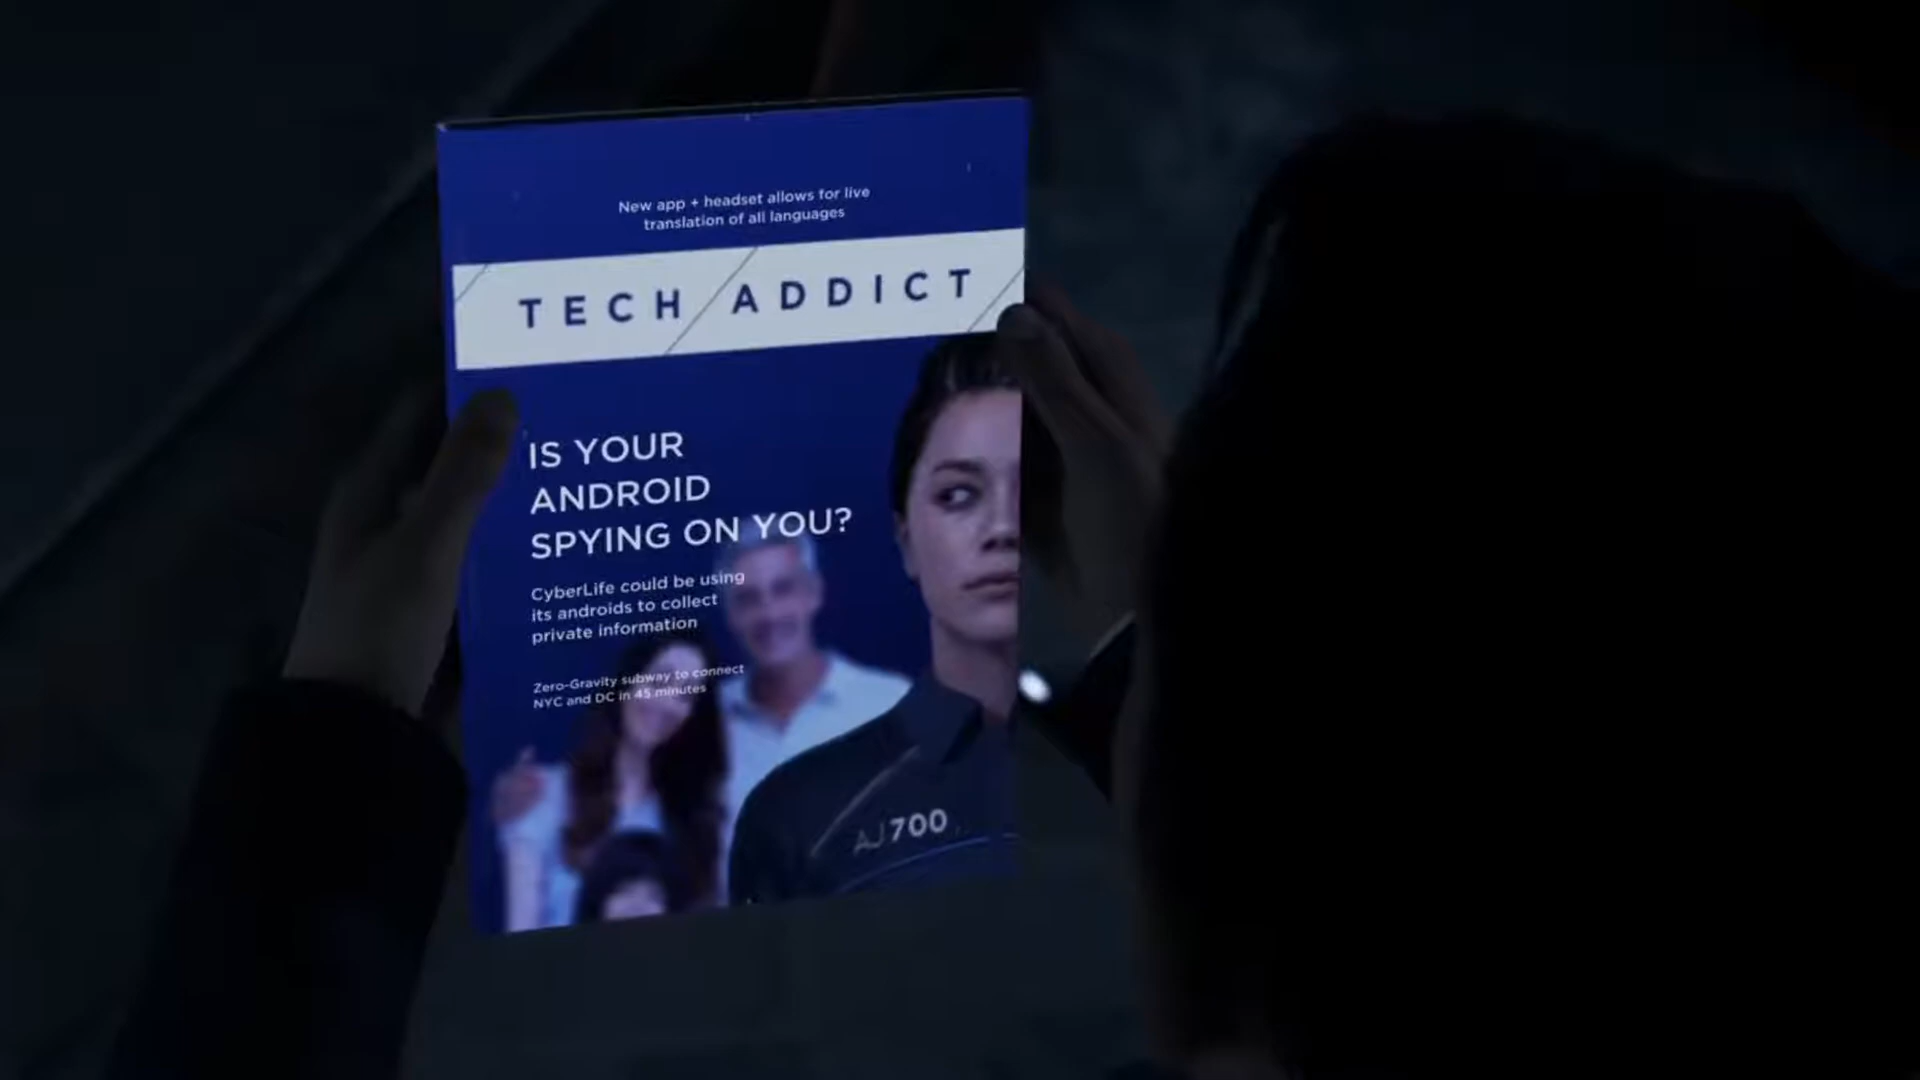 New app + headset allows for live
translation of all languages
TECH ADDICT
IS YOUR
ANDROID
SPYING ON YOU?
CyberLife could be using
its androids to collect
private information
Zero-Gravity subway to connect
NYC and DC in 45 minutes
AJ700